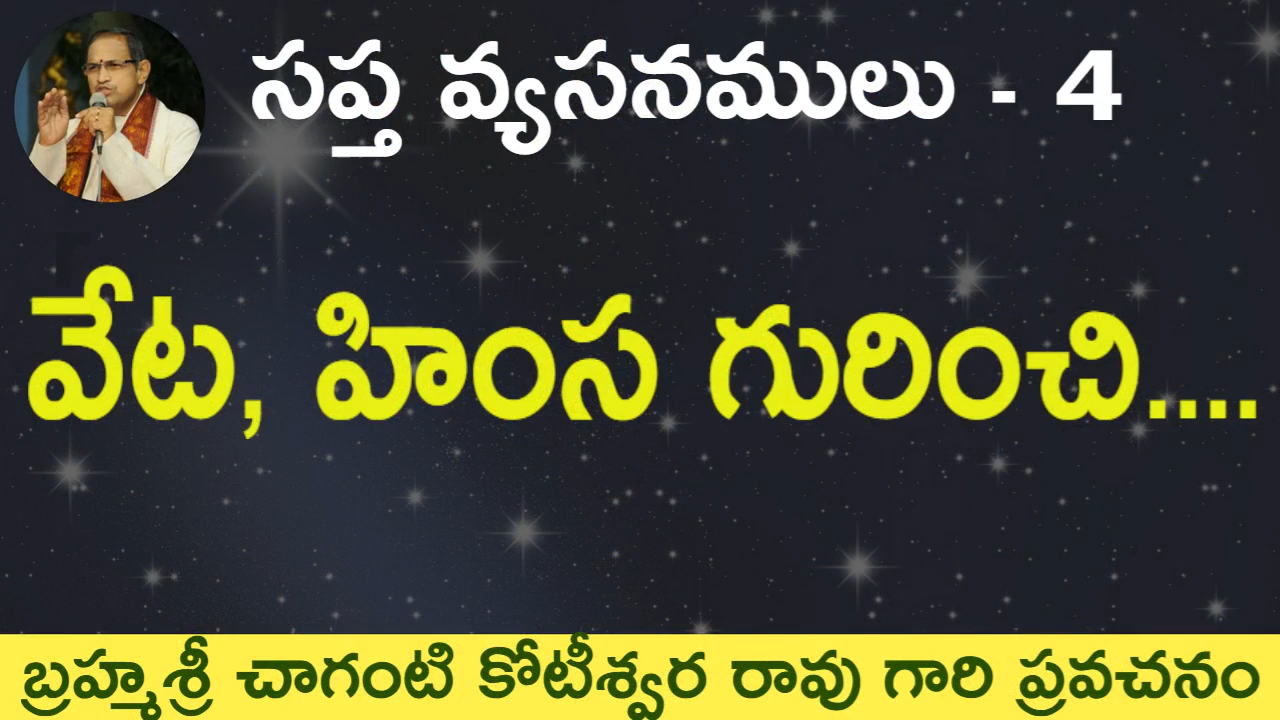 సప్త వ్యసనములు - 4
వేట, హింస గురించి....
బ్రహ్మశ్రీ చాగంటి కోటీశ్వర రావు గారి ప్రవచనం